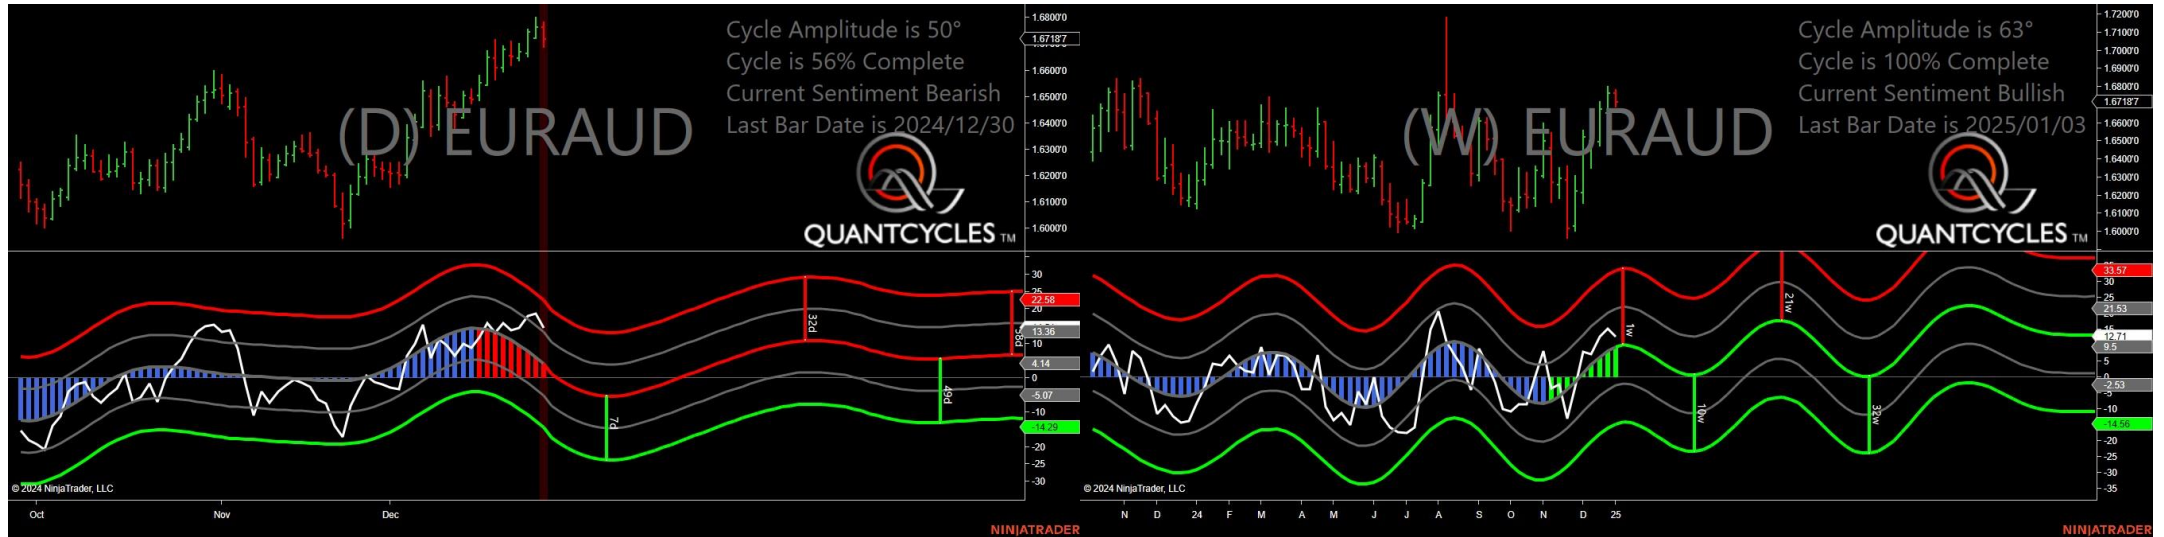 Cycle Amplitude is 50°
Cycle is 56% Complete
Current Sentiment Bearish
Last Bar Date is 2024/12/30
(D) EURAUD
QUANTCYCLES TM
1.6800'0
1.6718'7
1.6600'0
1.6500'0
1.6400'0
1.6300'0
1.6200'0
1.6100'0
1.6000'0
30
25
22.58
20
13.36
10
4.14
0
-5.07
-10
-14.29
-20
-25
-30
32d
7d
49d
© 2024 NinjaTrader, LLC
Oct Nov Dec
NINJATRADER
Cycle Amplitude is 63°
Cycle is 100% Complete
Current Sentiment Bullish
Last Bar Date is 2025/01/03
(W) EURAUD
QUANTCYCLES TM
1.7200'0
1.7100'0
1.7000'0
1.6900'0
1.6800'0
1.6718'7
1.6600'0
1.6500'0
1.6400'0
1.6300'0
1.6200'0
1.6100'0
1.6000'0
33.57
30
25
21.53
12.71
9.5
5
0
-2.53
-5
-10
-14.56
-20
-25
-30
-35
1w
21w
10w
32w
© 2024 NinjaTrader, LLC
N D 24 F M A M J J A S O N D 25
NINJATRADER